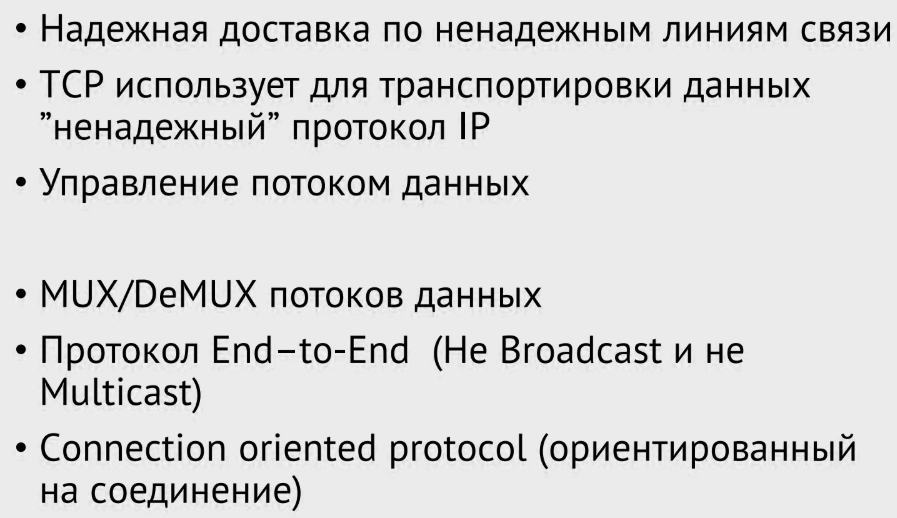 • Надежная доставка по ненадежным линиям связи
• TCP использует для транспортировки данных
”ненадежный” протокол IP
• Управление потоком данных
• MUX/DeMUX потоков данных
• Протокол End–to-End (Не Broadcast и не
Multicast)
• Connection oriented protocol (ориентированный
на соединение)